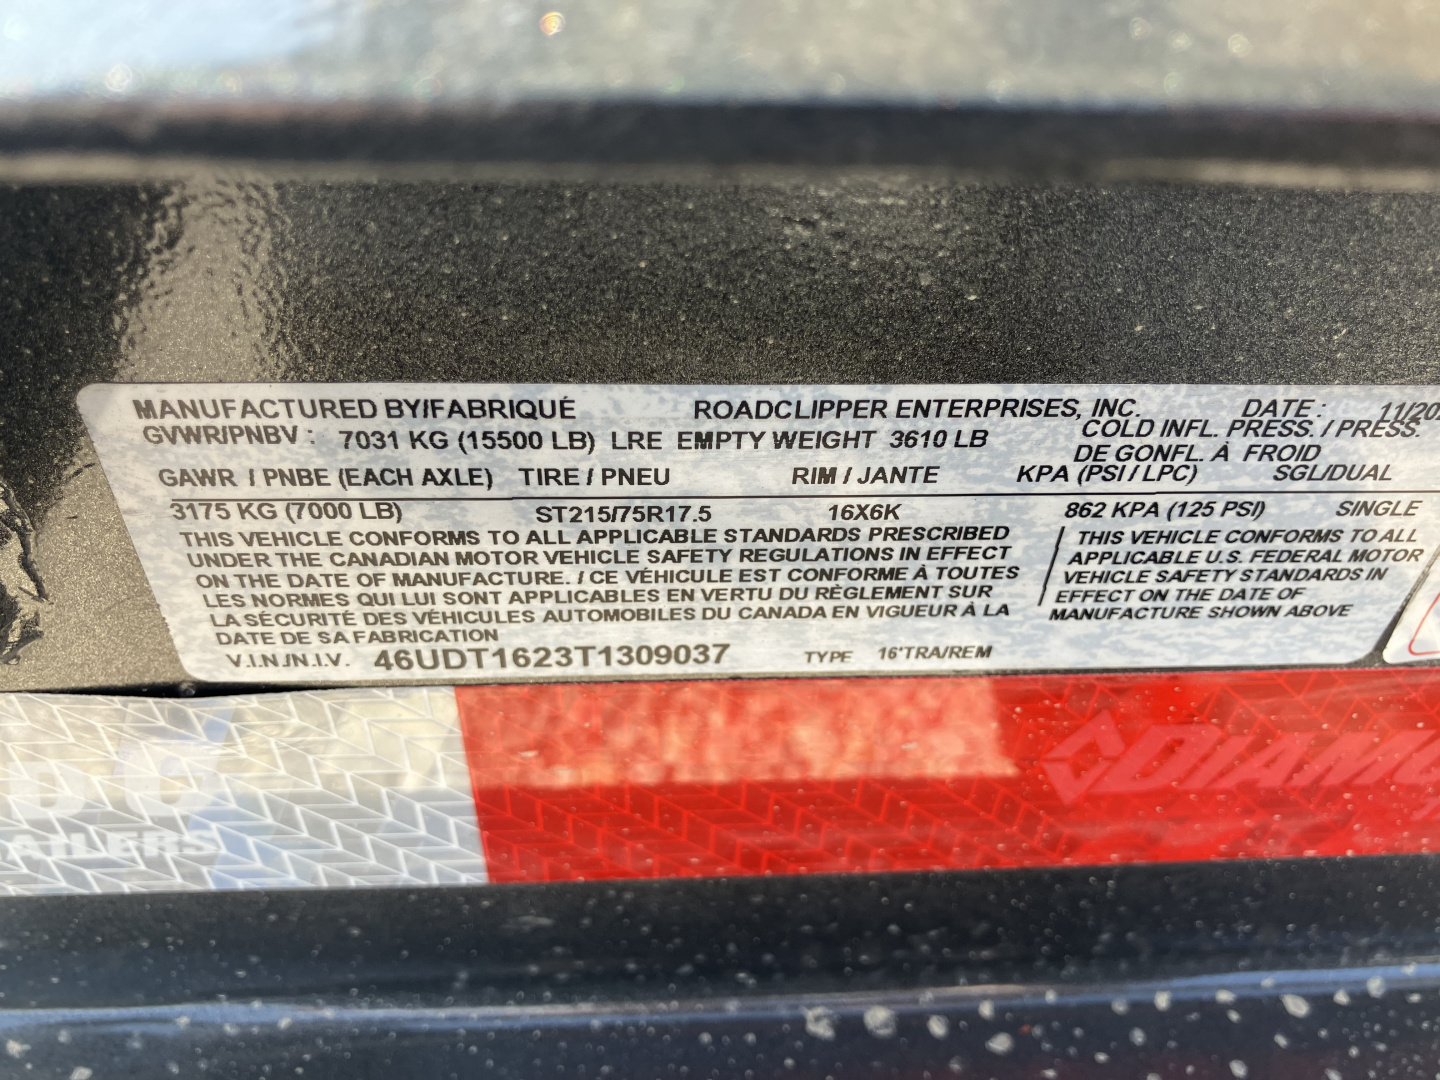 MANUFACTURED BY/FABRIQUÉ ROADCLIPPER ENTERPRISES, INC. DATE : 11/20
GVWR/PNBV : 7031 KG (15500 LB) LRE EMPTY WEIGHT 3610 LB COLD INFL. PRESS. / PRESS.
DE GONFL. À FROID
GAWR / PNBE (EACH AXLE) TIRE / PNEU RIM / JANTE KPA (PSI / LPC) SGL/DUAL
3175 KG (7000 LB) ST215/75R17.5 16X6K 862 KPA (125 PSI) SINGLE
THIS VEHICLE CONFORMS TO ALL APPLICABLE STANDARDS PRESCRIBED
UNDER THE CANADIAN MOTOR VEHICLE SAFETY REGULATIONS IN EFFECT
ON THE DATE OF MANUFACTURE. / CE VÉHICULE EST CONFORME À TOUTES
LES NORMES QUI LUI SONT APPLICABLES EN VERTU DU RÈGLEMENT SUR
LA SÉCURITÉ DES VÉHICULES AUTOMOBILES DU CANADA EN VIGUEUR À LA
DATE DE SA FABRICATION
/ THIS VEHICLE CONFORMS TO ALL
APPLICABLE U.S. FEDERAL MOTOR
VEHICLE SAFETY STANDARDS IN
/ EFFECT ON THE DATE OF
MANUFACTURE SHOWN ABOVE
V.I.N./N.I.V. 46UDT1623T1309037 TYPE 16'TRA/REM
DIAMO
AILERS